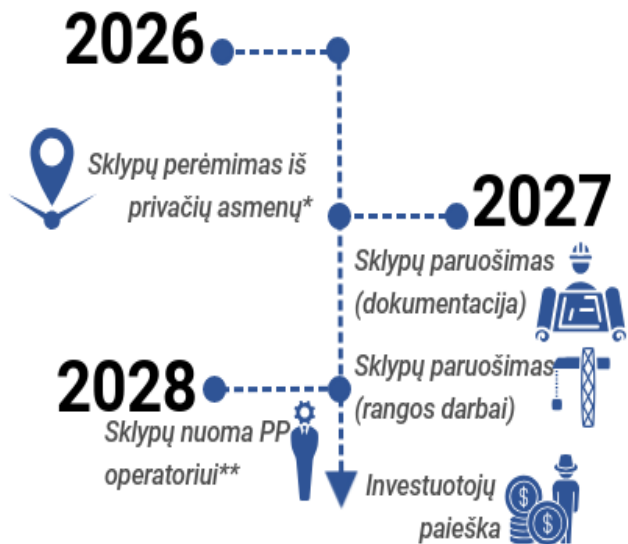 2026
Sklypų perėmimas iš
privačių asmenų*
2027
Sklypų paruošimas
(dokumentacija)
Sklypų paruošimas
(rangos darbai)
2028
Sklypų nuoma PP
operatoriui**
Investuotojų
paieška